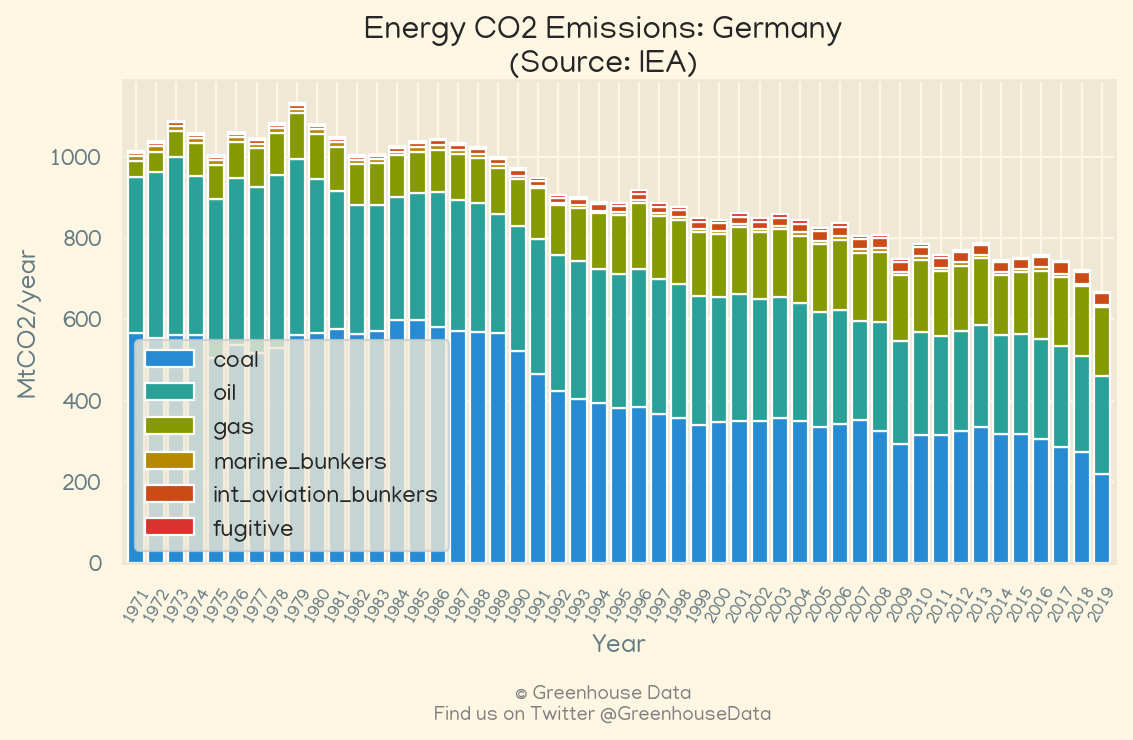 Energy CO2 Emissions: Germany
(Source: IEA)
MtCO2/year
1000
800
600
400
200
0
coal
oil
gas
marine_bunkers
int_aviation_bunkers
fugitive
1971 1972 1973 1974 1975 1976 1977 1978 1979 1980 1981 1982 1983 1984 1985 1986 1987 1988 1989 1990 1991 1992 1993 1994 1995 1996 1997 1998 1999 2000 2001 2002 2003 2004 2005 2006 2007 2008 2009 2010 2011 2012 2013 2014 2015 2016 2017 2018 2019
Year
© Greenhouse Data
Find us on Twitter @GreenhouseData